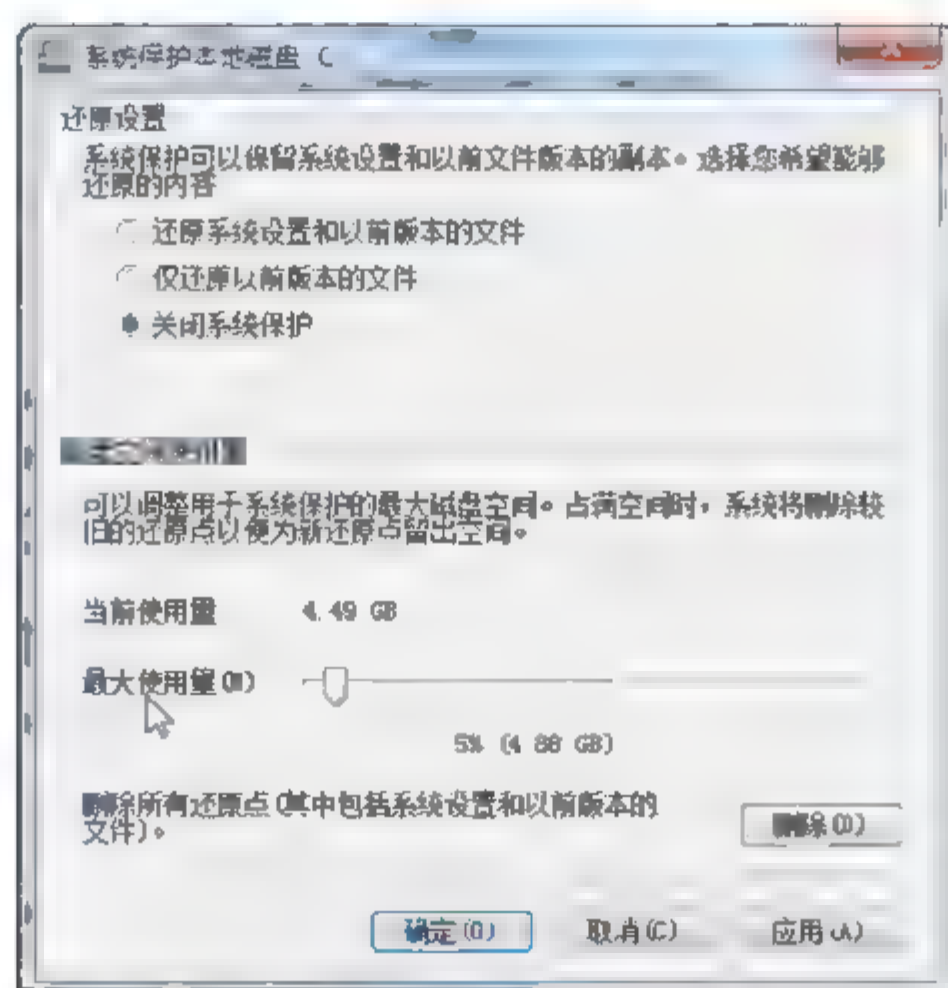 系统保护本地磁盘 C
还原设置
系统保护可以保留系统设置和以前文件版本的副本。选择您希望能够
还原的内容
还原系统设置和以前版本的文件
仅还原以前版本的文件
关闭系统保护
可以调整用于系统保护的最大磁盘空间。占满空间时，系统将删除较
旧的还原点以便为新还原点留出空间。
当前使用量 4.49 GB
最大使用量(M)
5% (4.88 GB)
删除所有还原点(其中包括系统设置和以前版本的
文件)。
删除(D)
确定(O) 取消(C) 应用(A)